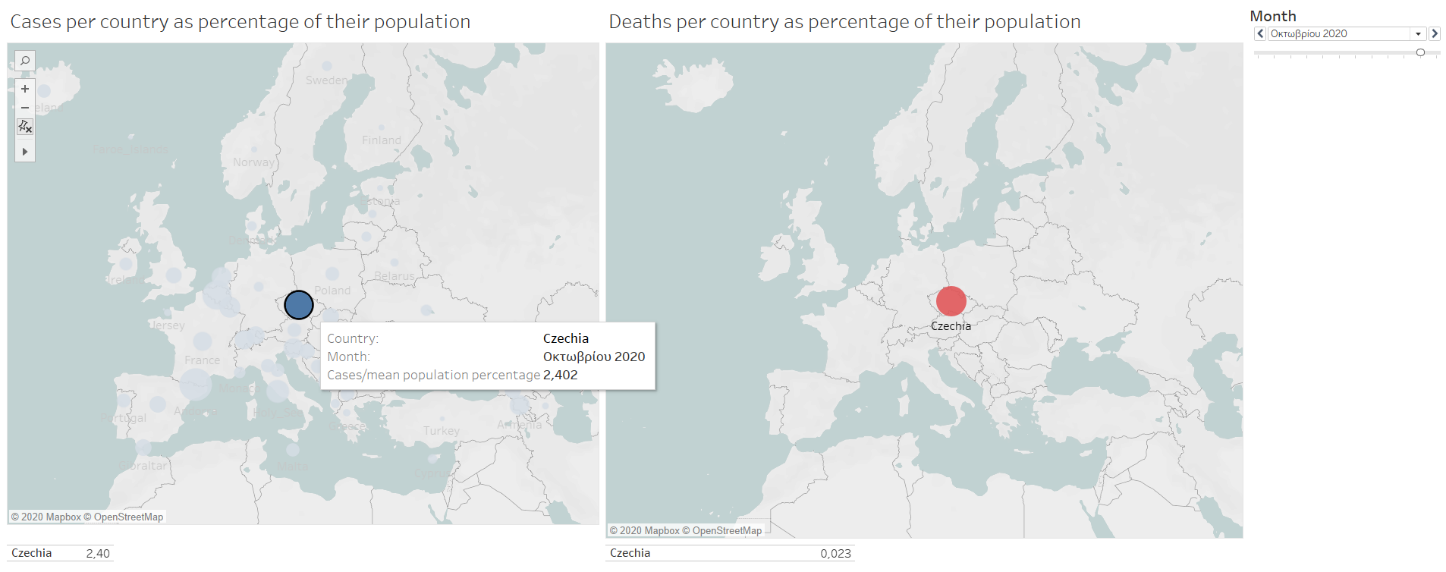 Cases per country as percentage of their population
Deaths per country as percentage of their population
Month
Οκτωβρίου 2020
Sweden
Finland
Norway
Estonia
Ireland
Belarus
Poland
Jersey
France
Portugal
Greece
Turkey
Armenia
Gibraltar
Malta
Country: Czechia
Month: Οκτωβρίου 2020
Cases/mean population percentage 2,402
Czechia
© 2020 Mapbox © OpenStreetMap
© 2020 Mapbox © OpenStreetMap
Czechia 2,40
Czechia 0,023